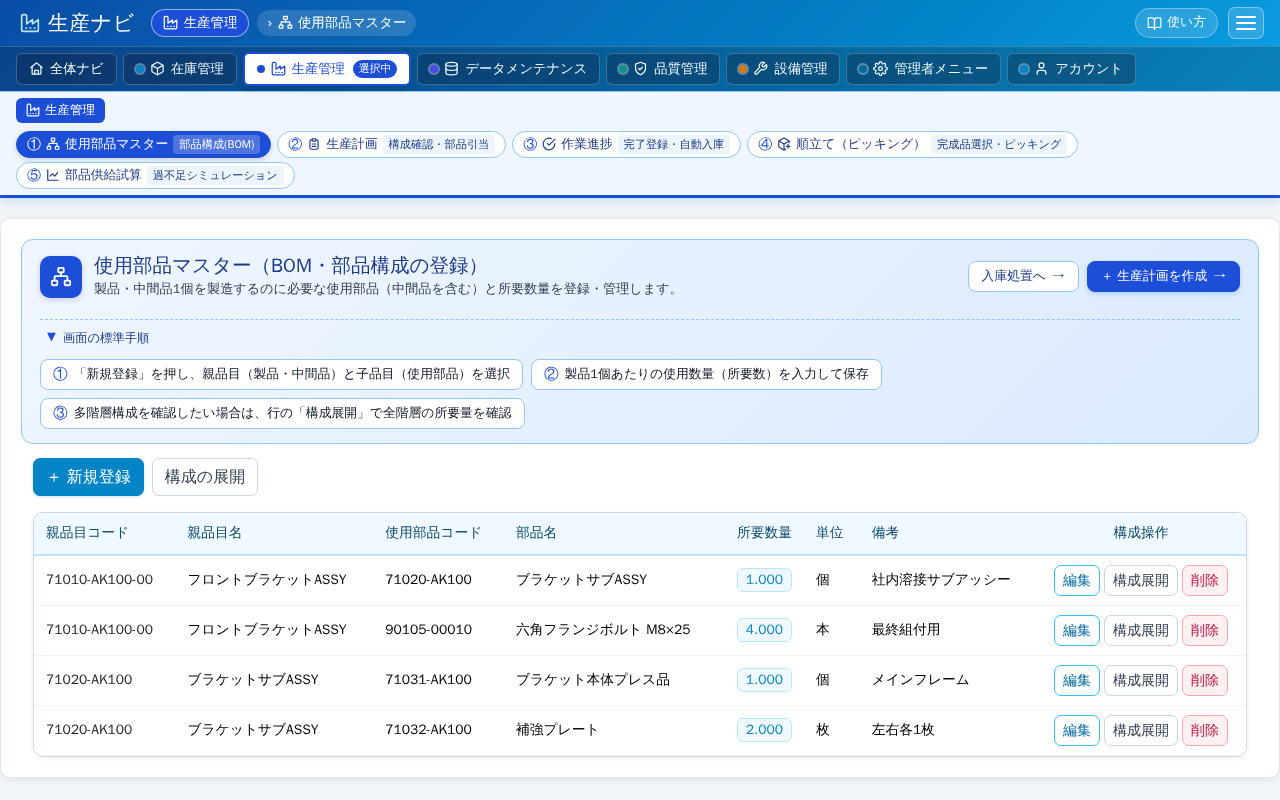 生産ナビ 生産管理 › 使用部品マスター 使い方
全体ナビ 在庫管理 生産管理 選択中 データメンテナンス 品質管理 設備管理 管理者メニュー アカウント
生産管理
① 使用部品マスター 部品構成(BOM) ② 生産計画 構成確認・部品引当 ③ 作業進捗 完了登録・自動入庫 ④ 順立て（ピッキング） 完成品選択・ピッキング
⑤ 部品供給試算 過不足シミュレーション
使用部品マスター（BOM・部品構成の登録）
製品・中間品1個を製造するのに必要な使用部品（中間品を含む）と所要数量を登録・管理します。
入庫処置へ → ＋ 生産計画を作成 →
▼ 画面の標準手順
① 「新規登録」を押し、親品目（製品・中間品）と子品目（使用部品）を選択 ② 製品1個あたりの使用数量（所要数）を入力して保存
③ 多階層構成を確認したい場合は、行の「構成展開」で全階層の所要量を確認
＋ 新規登録 構成の展開
親品目コード 親品目名 使用部品コード 部品名 所要数量 単位 備考 構成操作
71010-AK100-00 フロントブラケットASSY 71020-AK100 ブラケットサブASSY 1.000 個 社内溶接サブアッシー 編集 構成展開 削除
71010-AK100-00 フロントブラケットASSY 90105-00010 六角フランジボルト M8×25 4.000 本 最終組付用 編集 構成展開 削除
71020-AK100 ブラケットサブASSY 71031-AK100 ブラケット本体プレス品 1.000 個 メインフレーム 編集 構成展開 削除
71020-AK100 ブラケットサブASSY 71032-AK100 補強プレート 2.000 枚 左右各1枚 編集 構成展開 削除